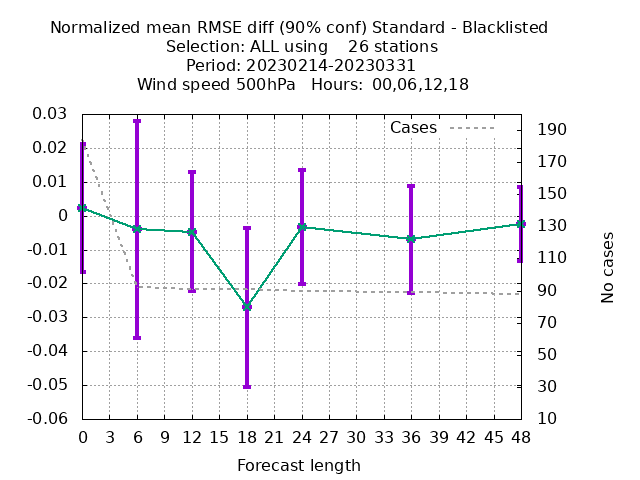 Normalized mean RMSE diff (90% conf) Standard - Blacklisted
Selection: ALL using    26 stations
Period: 20230214-20230331
Wind speed 500hPa   Hours:  00,06,12,18
Cases
0.03
0.02
0.01
0
-0.01
-0.02
-0.03
-0.04
-0.05
-0.06
190
170
150
130
110
90
70
50
30
10
No cases
0 3 6 9 12 15 18 21 24 27 30 33 36 39 42 45 48
Forecast length